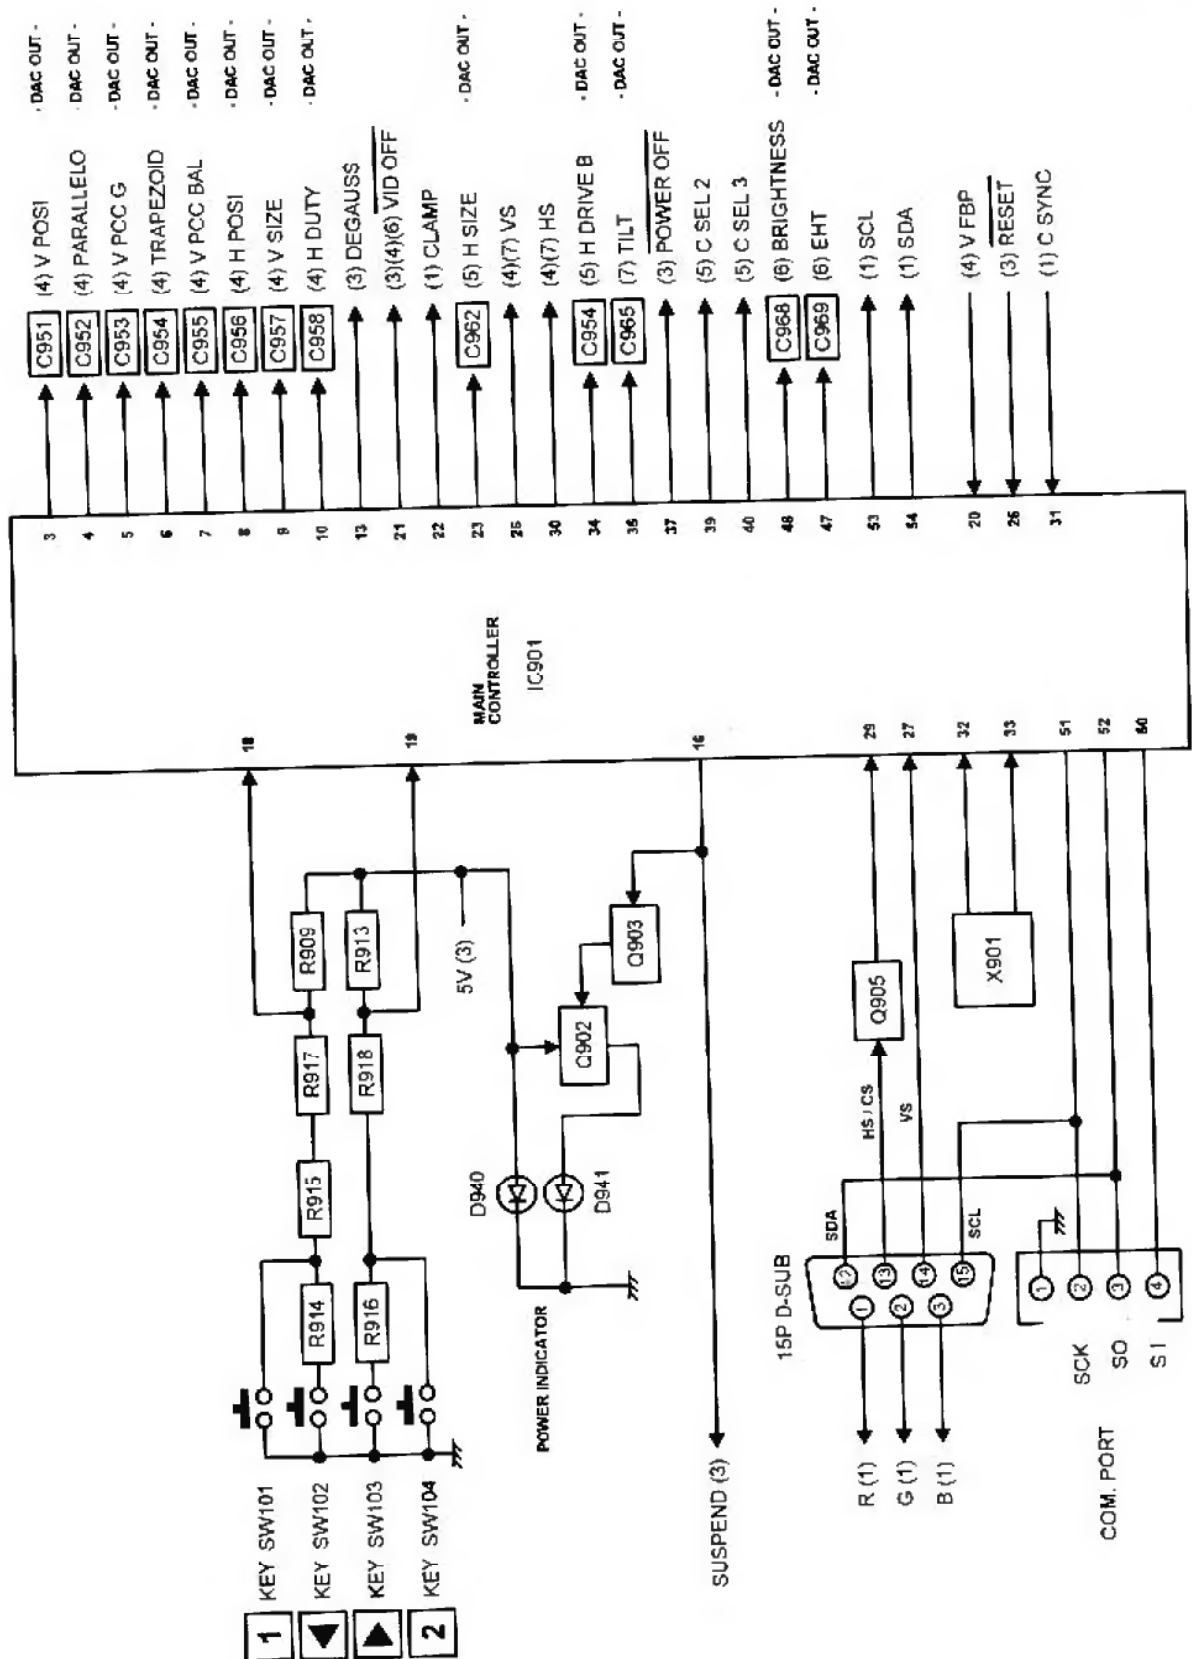 - DAC OUT -
- DAC OUT -
- DAC OUT -
- DAC OUT -
- DAC OUT -
- DAC OUT -
- DAC OUT -
- DAC OUT -
- DAC OUT -
- DAC OUT -
- DAC OUT -
- DAC OUT -
- DAC OUT -
C951 (4) V POSI
C952 (4) PARALLELO
C953 (4) V PCC G
C954 (4) TRAPEZOID
C955 (4) V PCC BAL
C956 (4) H POSI
C957 (4) V SIZE
C958 (4) H DUTY
(3) DEGAUSS
(3)(4)(6) VID OFF
(1) CLAMP
C962 (5) H SIZE
(4)(7) VS
(4)(7) HS
C954 (5) H DRIVE B
C965 (7) TILT
(3) POWER OFF
(5) C SEL 2
(5) C SEL 3
C968 (6) BRIGHTNESS
C969 (6) EHT
(1) SCL
(1) SDA
(4) V FBP
(3) RESET
(1) C SYNC
3
4
5
6
7
8
9
10
13
21
22
23
25
30
34
35
37
39
40
48
47
53
54
20
26
31
MAIN
CONTROLLER
IC901
18
19
16
29
27
32
33
51
52
50
R909
R913
R917
R918
R915
R914
R916
5V (3)
Q903
Q902
D940
D941
POWER INDICATOR
1 KEY SW101
KEY SW102
KEY SW103
2 KEY SW104
SUSPEND (3)
Q905
X901
HS / CS
VS
SDA
SCL
15P D-SUB
12
13
14
15
1
2
3
R (1)
G (1)
B (1)
1
2
3
4
SCK
SO
SI
COM. PORT